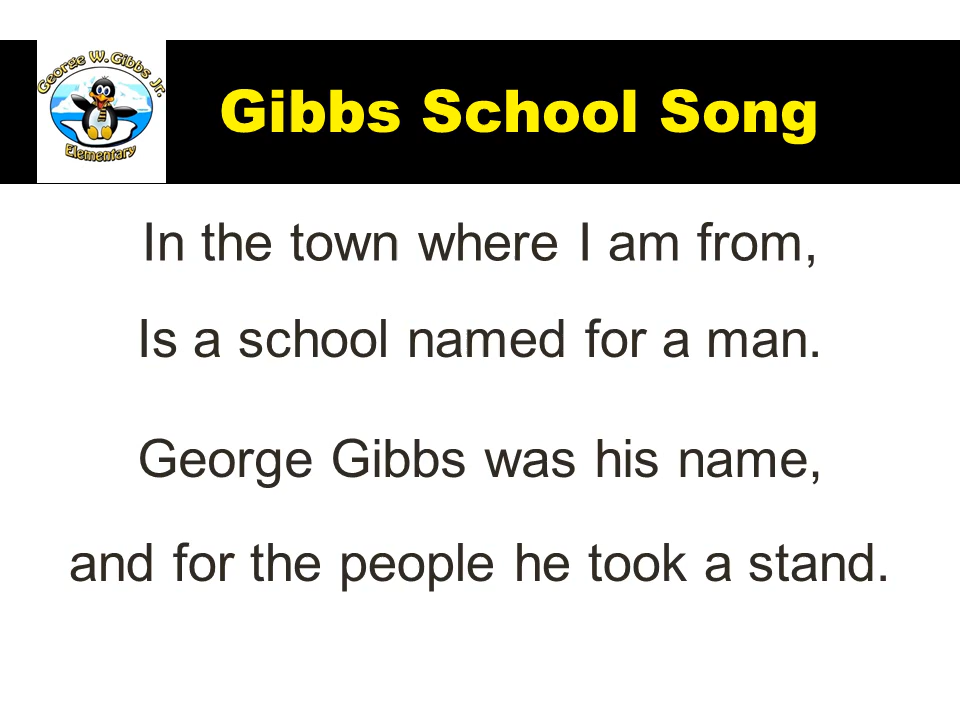 George W. Gibbs Jr.
Elementary
Gibbs School Song
In the town where I am from,
Is a school named for a man.
George Gibbs was his name,
and for the people he took a stand.